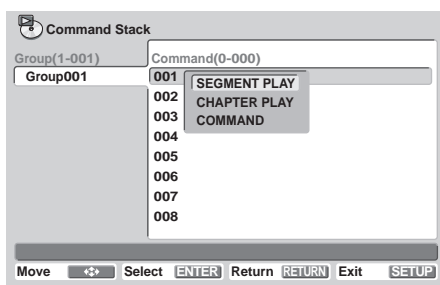 Command Stack
Group(1-001) Command(0-000)
Group001 001 SEGMENT PLAY
002 CHAPTER PLAY
003 COMMAND
004
005
006
007
008
Move Select ENTER Return RETURN Exit SETUP